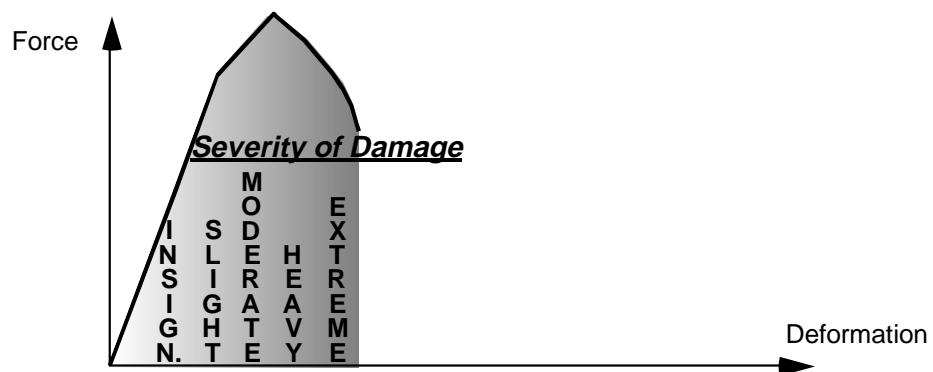 Force
Severity of Damage
INSIGN.
SLIGHT
MODERATE
HEAVY
EXTREME
Deformation